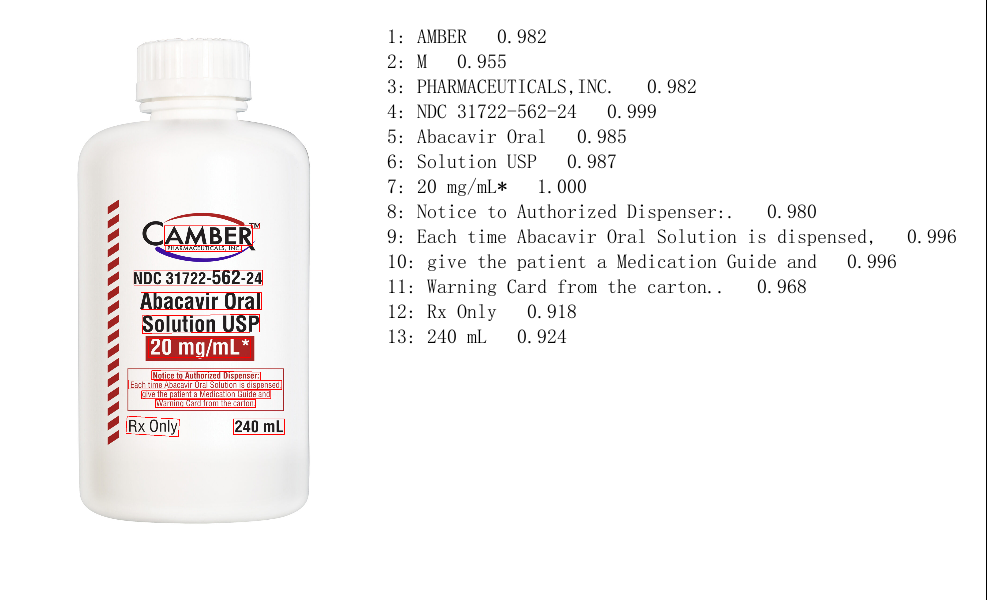 CAMBER™
PHARMACEUTICALS, INC.
NDC 31722-562-24
Abacavir Oral
Solution USP
20 mg/mL*
Notice to Authorized Dispenser:
Each time Abacavir Oral Solution is dispensed,
give the patient a Medication Guide and
Warning Card from the carton.
Rx Only
240 mL
1: AMBER 0.982
2: M 0.955
3: PHARMACEUTICALS,INC. 0.982
4: NDC 31722-562-24 0.999
5: Abacavir Oral 0.985
6: Solution USP 0.987
7: 20 mg/mL* 1.000
8: Notice to Authorized Dispenser:. 0.980
9: Each time Abacavir Oral Solution is dispensed, 0.996
10: give the patient a Medication Guide and 0.996
11: Warning Card from the carton.. 0.968
12: Rx Only 0.918
13: 240 mL 0.924